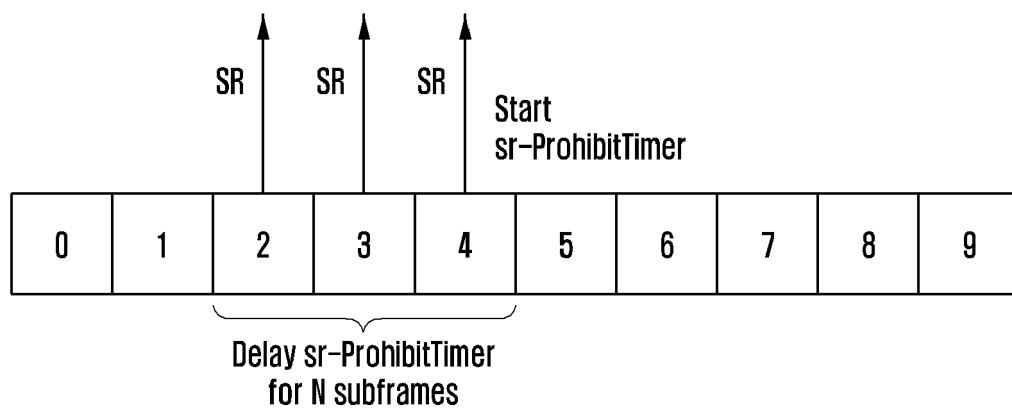 SR SR SR
Start
sr-ProhibitTimer
0 1 2 3 4 5 6 7 8 9
Delay sr-ProhibitTimer
for N subframes